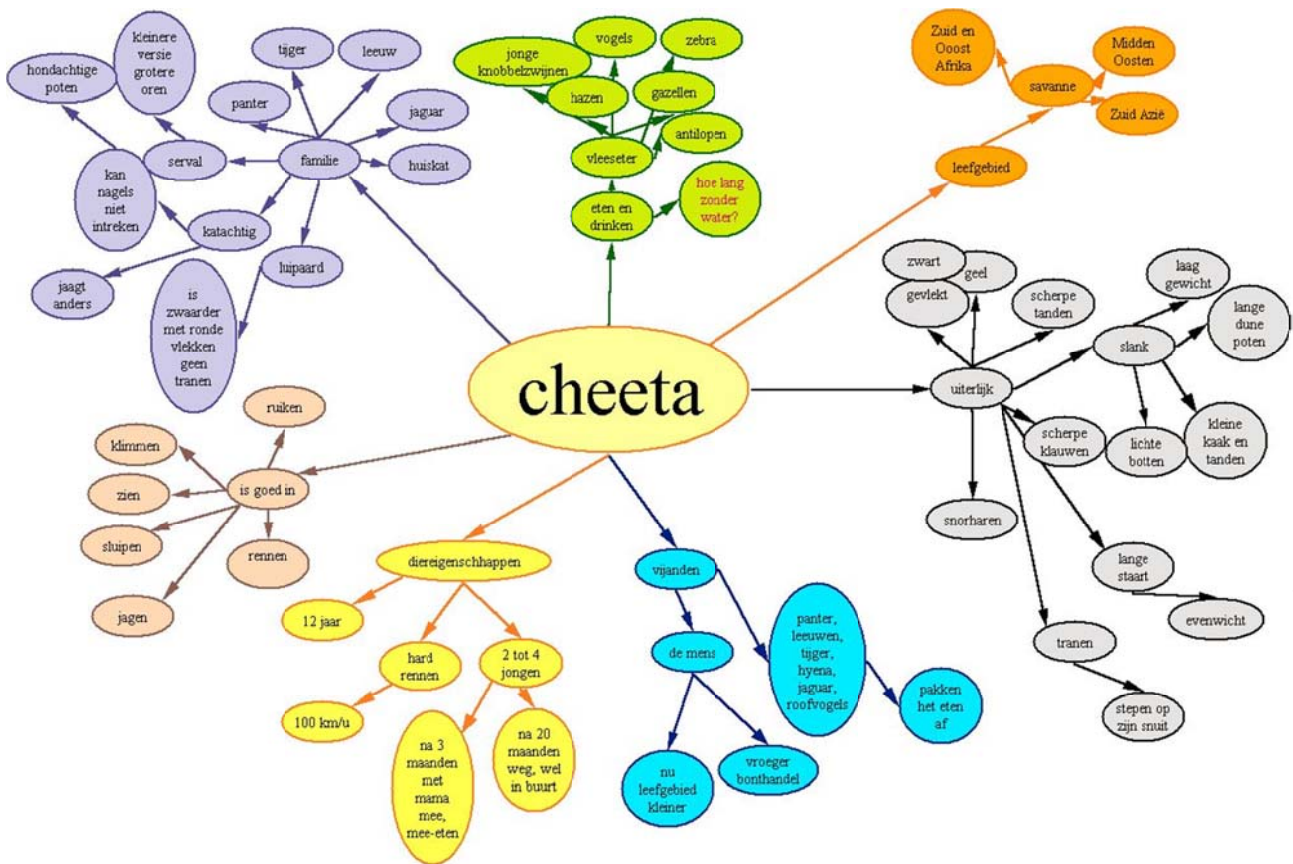 cheeta
familie
tijger
leeuw
panter
jaguar
huiskat
serval
kleinere
versie
grotere
oren
hondachtige
poten
kan
nagels
niet
intreken
katachtig
jaagt
anders
luipaard
is
zwaarder
met ronde
vlekken
geen
tranen
eten en
drinken
hoe lang
zonder
water?
vleeseter
jonge
knobbelzwijnen
vogels
hazen
zebra
gazellen
antilopen
leefgebied
savanne
Zuid en
Ooost
Afrika
Midden
Oosten
Zuid Azië
uiterlijk
zwart
geel
gevlekt
scherpe
tanden
slank
laag
gewicht
lange
dune
poten
kleine
kaak en
tanden
lichte
botten
scherpe
klauwen
snorharen
lange
staart
evenwicht
tranen
stepen op
zijn snuit
vijanden
de mens
nu
leefgebied
kleiner
vroeger
bonthandel
panter,
leeuwen,
tijger,
hyena,
jaguar,
roofvogels
pakken
het eten
af
diereigenschhappen
12 jaar
hard
rennen
100 km/u
2 tot 4
jongen
na 3
maanden
met
mama
mee,
mee-eten
na 20
maanden
weg, wel
in buurt
is goed in
ruiken
klimmen
zien
sluipen
jagen
rennen